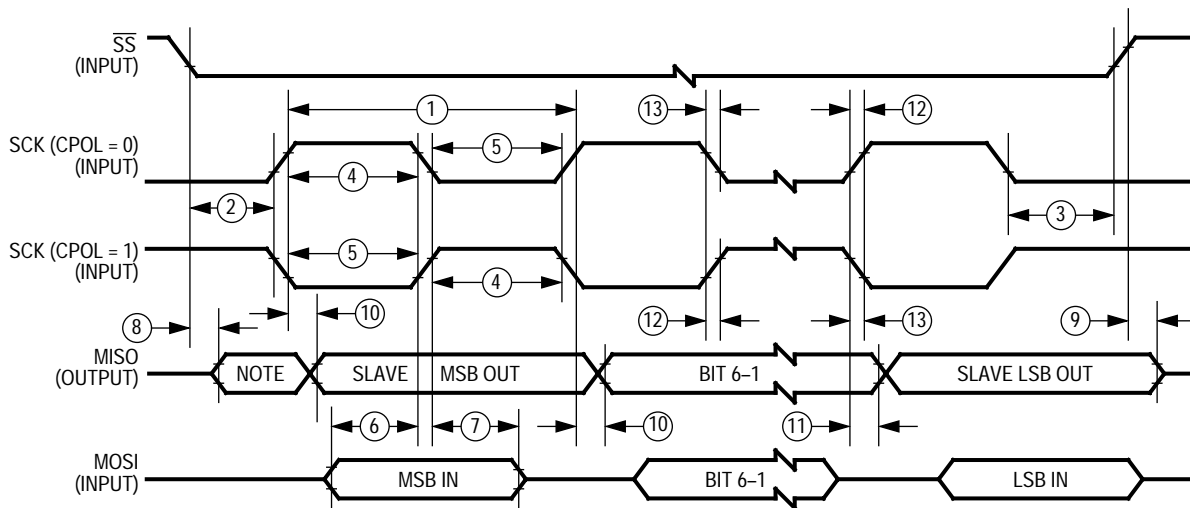 SS
(INPUT)
1
13
12
SCK (CPOL = 0)
(INPUT)
5
4
2
3
SCK (CPOL = 1)
(INPUT)
5
4
10
12
13
8
9
MISO
(OUTPUT)
NOTE
SLAVE MSB OUT
BIT 6–1
SLAVE LSB OUT
6
7
10
11
MOSI
(INPUT)
MSB IN
BIT 6–1
LSB IN